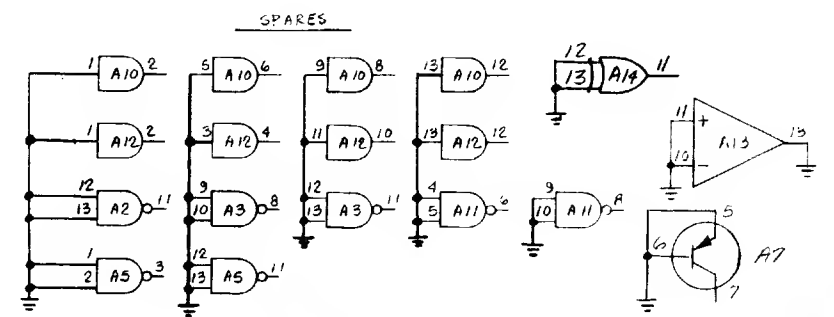 SPARES
1 A10 2 5 A10 6 9 A10 8 13 A10 12 12 13 A14 11
1 A12 2 3 A12 4 11 A12 10 13 A12 12 11 + 10 - A13 13
12 13 A2 11 9 10 A3 8 12 13 A3 11 4 5 A11 6 9 10 A11 8
1 2 A5 3 12 13 A5 11 5 6 7 A7